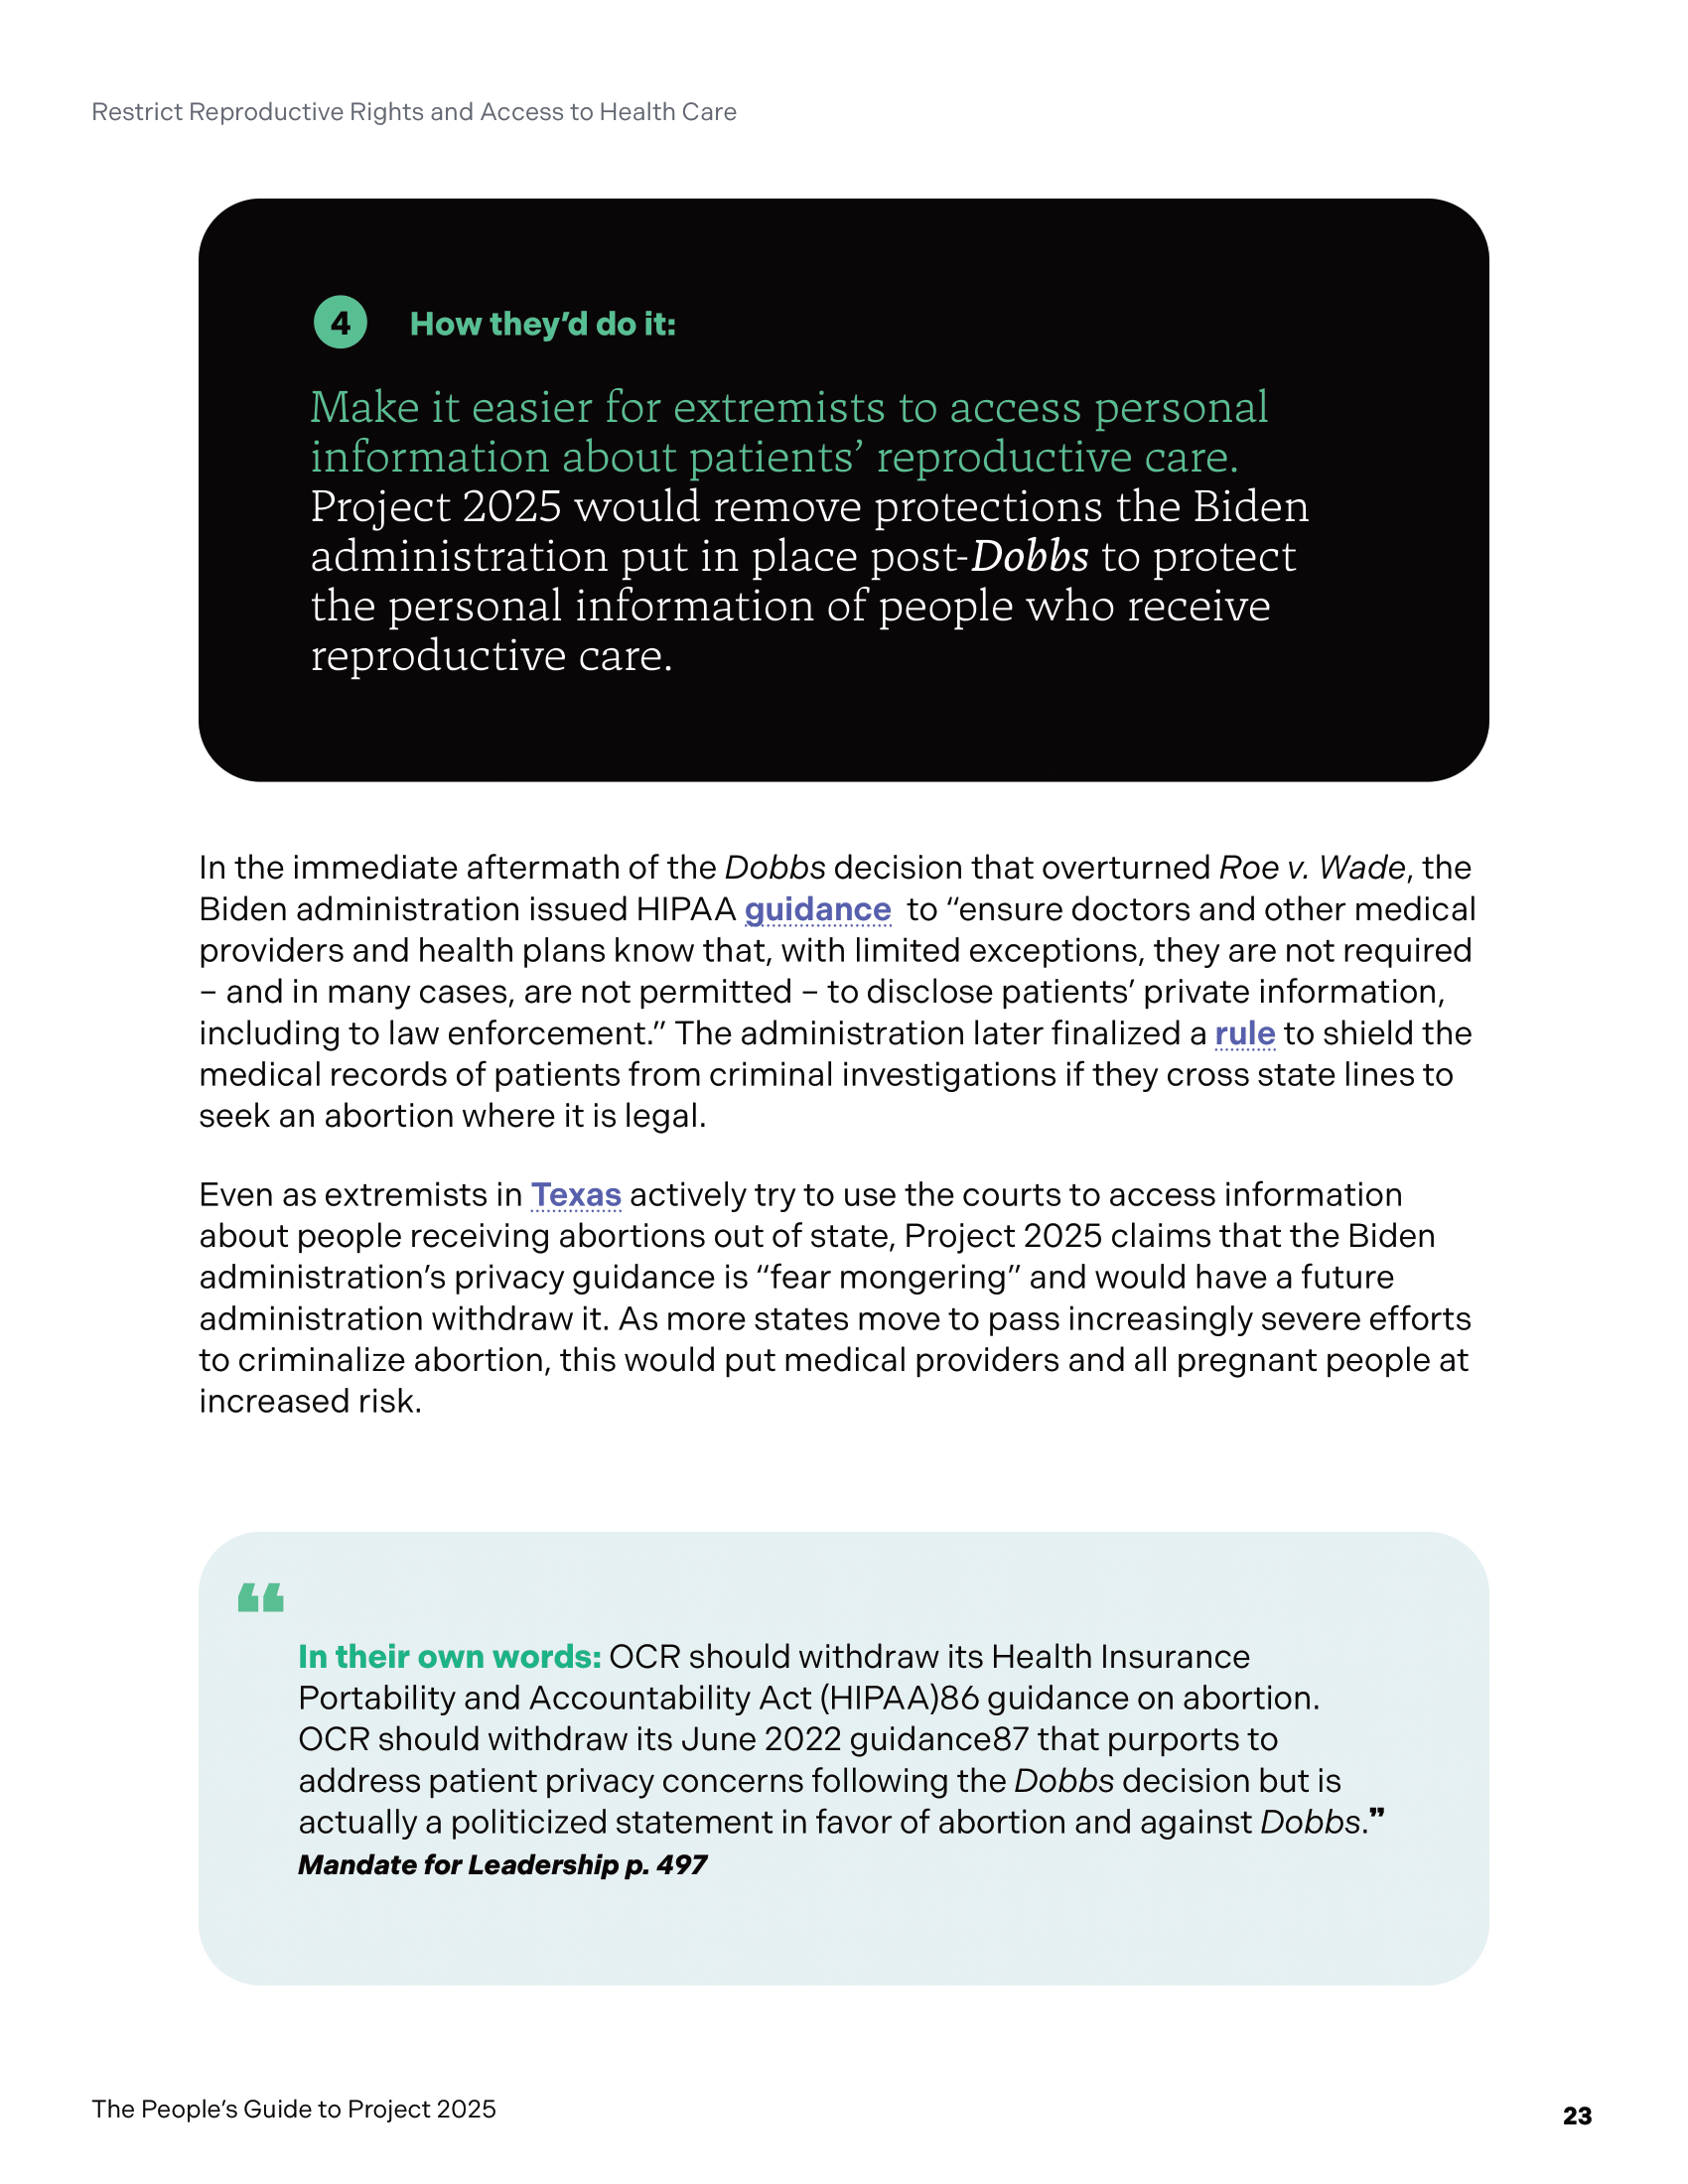 Restrict Reproductive Rights and Access to Health Care
4 How they’d do it:
Make it easier for extremists to access personal
information about patients’ reproductive care.
Project 2025 would remove protections the Biden
administration put in place post-Dobbs to protect
the personal information of people who receive
reproductive care.
In the immediate aftermath of the Dobbs decision that overturned Roe v. Wade, the
Biden administration issued HIPAA guidance to “ensure doctors and other medical
providers and health plans know that, with limited exceptions, they are not required
– and in many cases, are not permitted – to disclose patients’ private information,
including to law enforcement.” The administration later finalized a rule to shield the
medical records of patients from criminal investigations if they cross state lines to
seek an abortion where it is legal.
Even as extremists in Texas actively try to use the courts to access information
about people receiving abortions out of state, Project 2025 claims that the Biden
administration’s privacy guidance is “fear mongering” and would have a future
administration withdraw it. As more states move to pass increasingly severe efforts
to criminalize abortion, this would put medical providers and all pregnant people at
increased risk.
“
In their own words: OCR should withdraw its Health Insurance
Portability and Accountability Act (HIPAA)86 guidance on abortion.
OCR should withdraw its June 2022 guidance87 that purports to
address patient privacy concerns following the Dobbs decision but is
actually a politicized statement in favor of abortion and against Dobbs.”
Mandate for Leadership p. 497
The People’s Guide to Project 2025
23